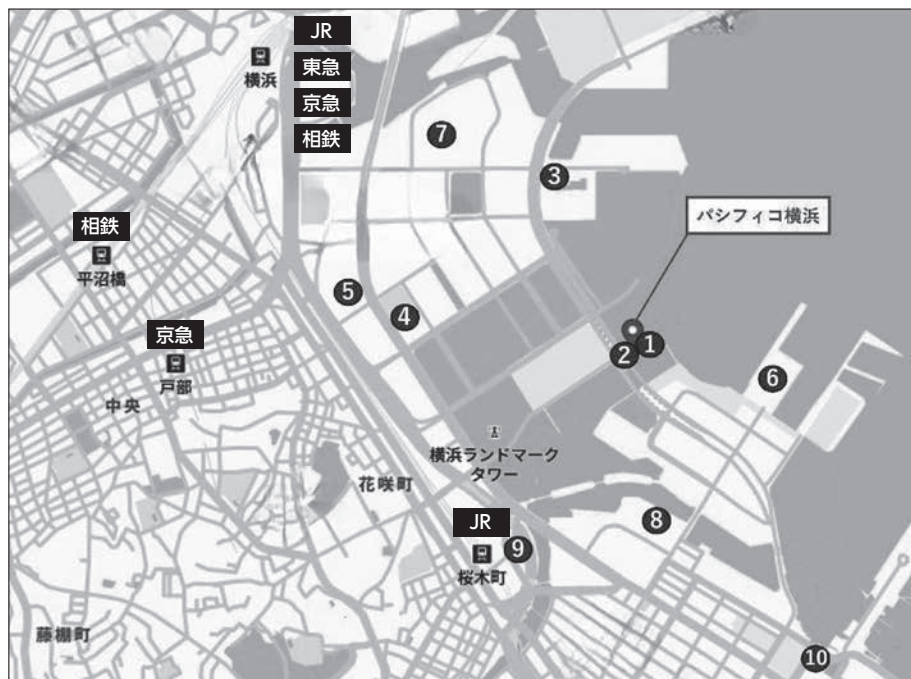 JR
東急
京急
相鉄
横浜
7
3
パシフィコ横浜
相鉄
平沼橋
5
4
1
2
京急
戸部
6
中央
横浜ランドマーク
タワー
花咲町
JR
8
9
桜木町
藤棚町
10